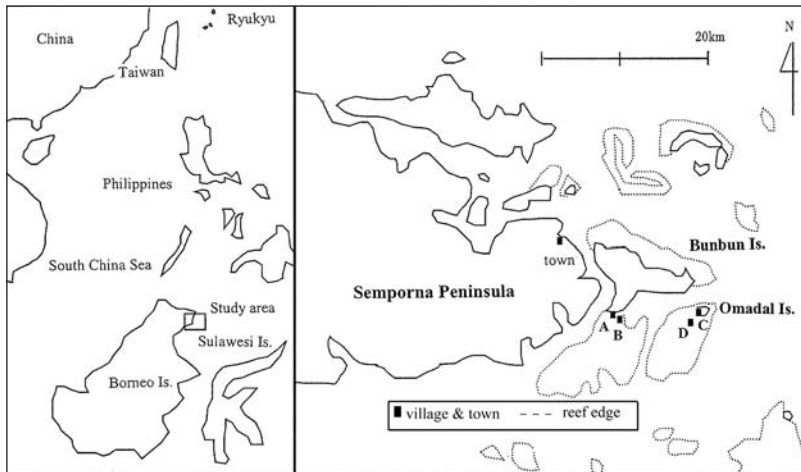 China
Ryukyu
Taiwan
Philippines
South China Sea
Study area
Sulawesi Is.
Borneo Is.
20km
N
Bunbun Is.
town
Semporna Peninsula
Omadal Is.
A
B
D
C
village & town
reef edge